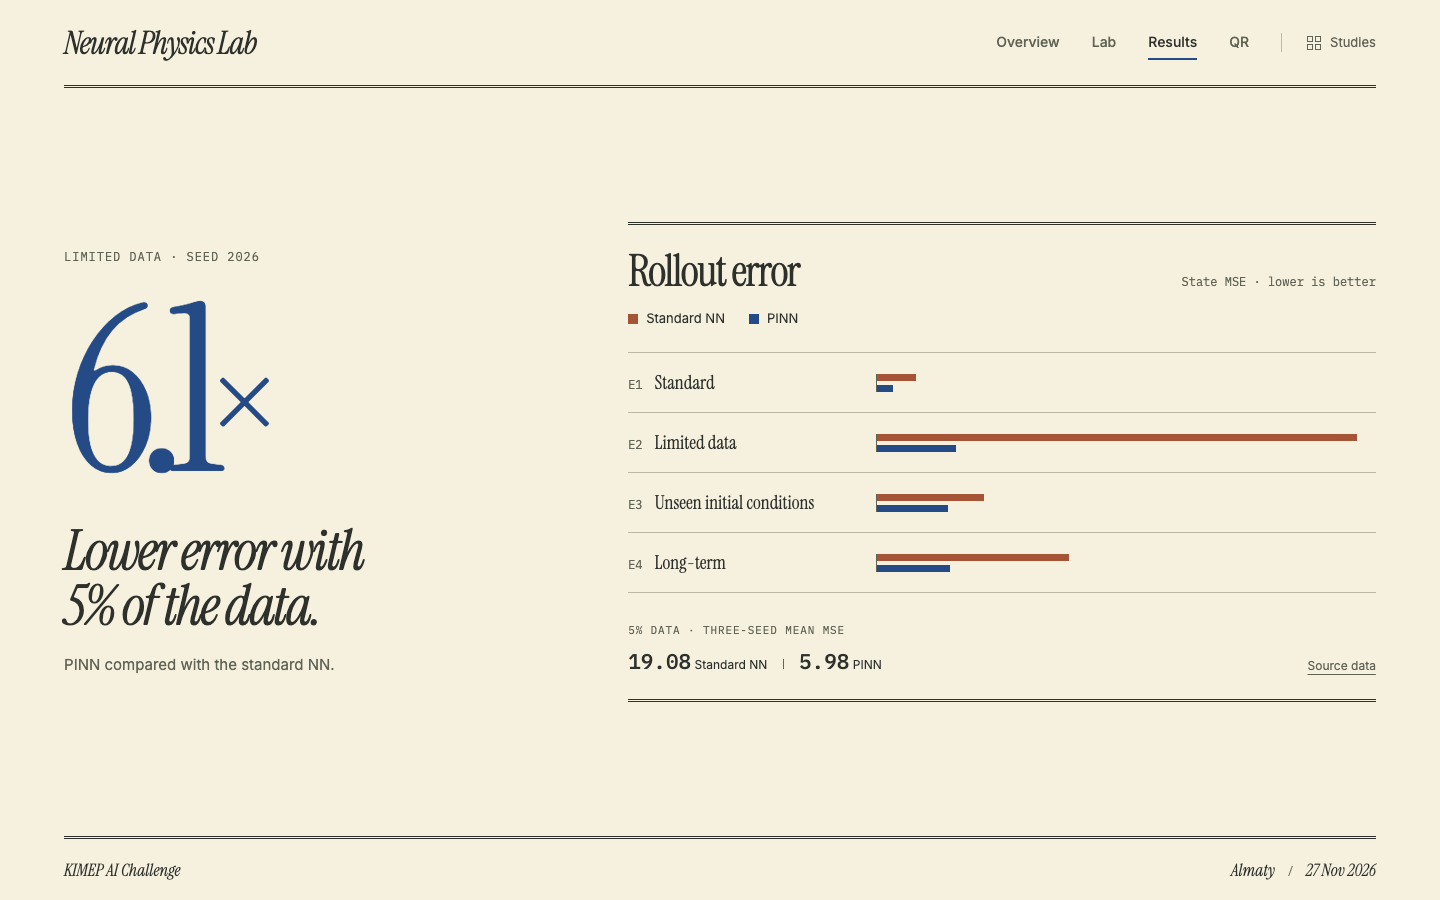 Neural Physics Lab
Overview Lab Results QR Studies
LIMITED DATA · SEED 2026
6.1×
Lower error with
5% of the data.
PINN compared with the standard NN.
Rollout error
State MSE · lower is better
Standard NN PINN
E1 Standard
E2 Limited data
E3 Unseen initial conditions
E4 Long-term
5% DATA · THREE-SEED MEAN MSE
19.08 Standard NN 5.98 PINN
Source data
KIMEP AI Challenge
Almaty / 27 Nov 2026